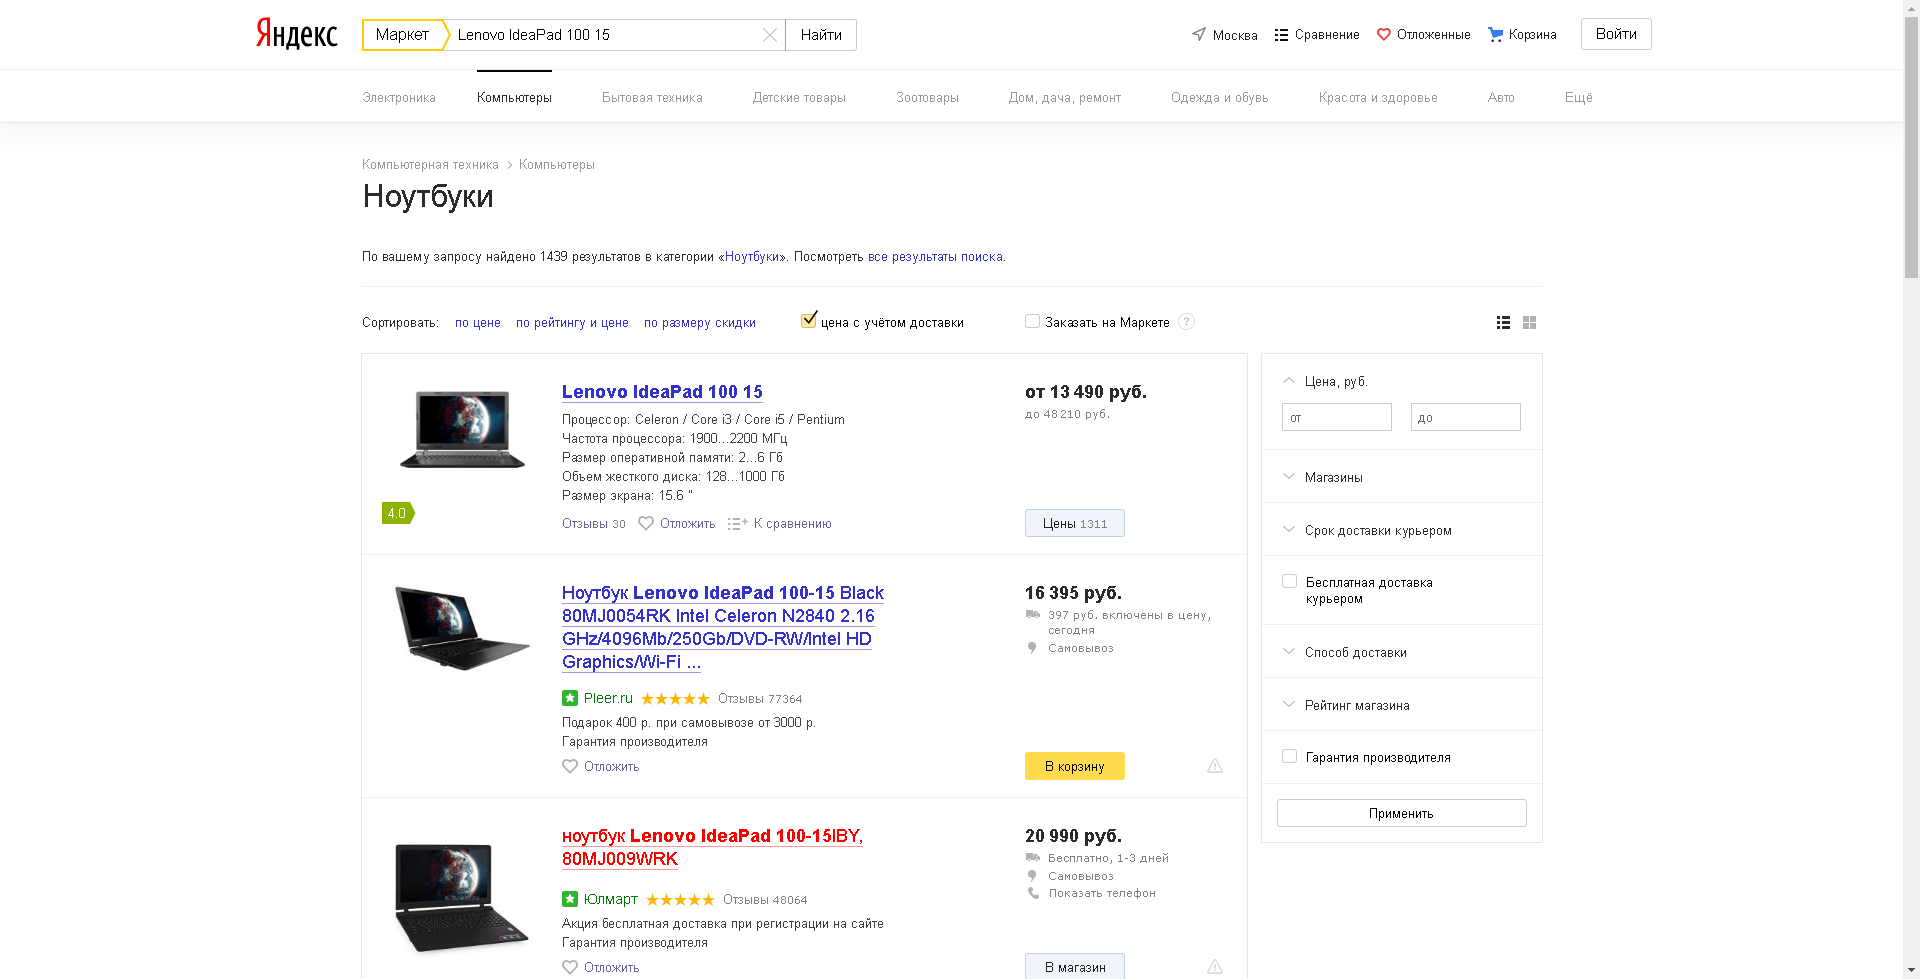 Яндекс
Маркет
Lenovo IdeaPad 100 15
Найти
Москва
Сравнение
Отложенные
Корзина
Войти
Электроника
Компьютеры
Бытовая техника
Детские товары
Зоотовары
Дом, дача, ремонт
Одежда и обувь
Красота и здоровье
Авто
Ещё
Компьютерная техника > Компьютеры
Ноутбуки
По вашему запросу найдено 1439 результатов в категории «Ноутбуки». Посмотреть все результаты поиска.
Сортировать: по цене по рейтингу и цене по размеру скидки
цена с учётом доставки
Заказать на Маркете ?
Lenovo IdeaPad 100 15
Процессор: Celeron / Core i3 / Core i5 / Pentium
Частота процессора: 1900...2200 МГц
Размер оперативной памяти: 2...6 Гб
Объем жесткого диска: 128...1000 Гб
Размер экрана: 15.6 "
4.0
Отзывы 30
Отложить
К сравнению
от 13 490 руб.
до 48 210 руб.
Цены 1311
Ноутбук Lenovo IdeaPad 100-15 Black
80MJ0054RK Intel Celeron N2840 2.16
GHz/4096Mb/250Gb/DVD-RW/Intel HD
Graphics/Wi-Fi ...
Pleer.ru
Отзывы 77364
Подарок 400 р. при самовывозе от 3000 р.
Гарантия производителя
Отложить
16 395 руб.
397 руб. включены в цену,
сегодня
Самовывоз
В корзину
ноутбук Lenovo IdeaPad 100-15IBY,
80MJ009WRK
Юлмарт
Отзывы 48064
Акция бесплатная доставка при регистрации на сайте
Гарантия производителя
Отложить
20 990 руб.
Бесплатно, 1-3 дней
Самовывоз
Показать телефон
В магазин
Цена, руб.
от
до
Магазины
Срок доставки курьером
Бесплатная доставка
курьером
Способ доставки
Рейтинг магазина
Гарантия производителя
Применить